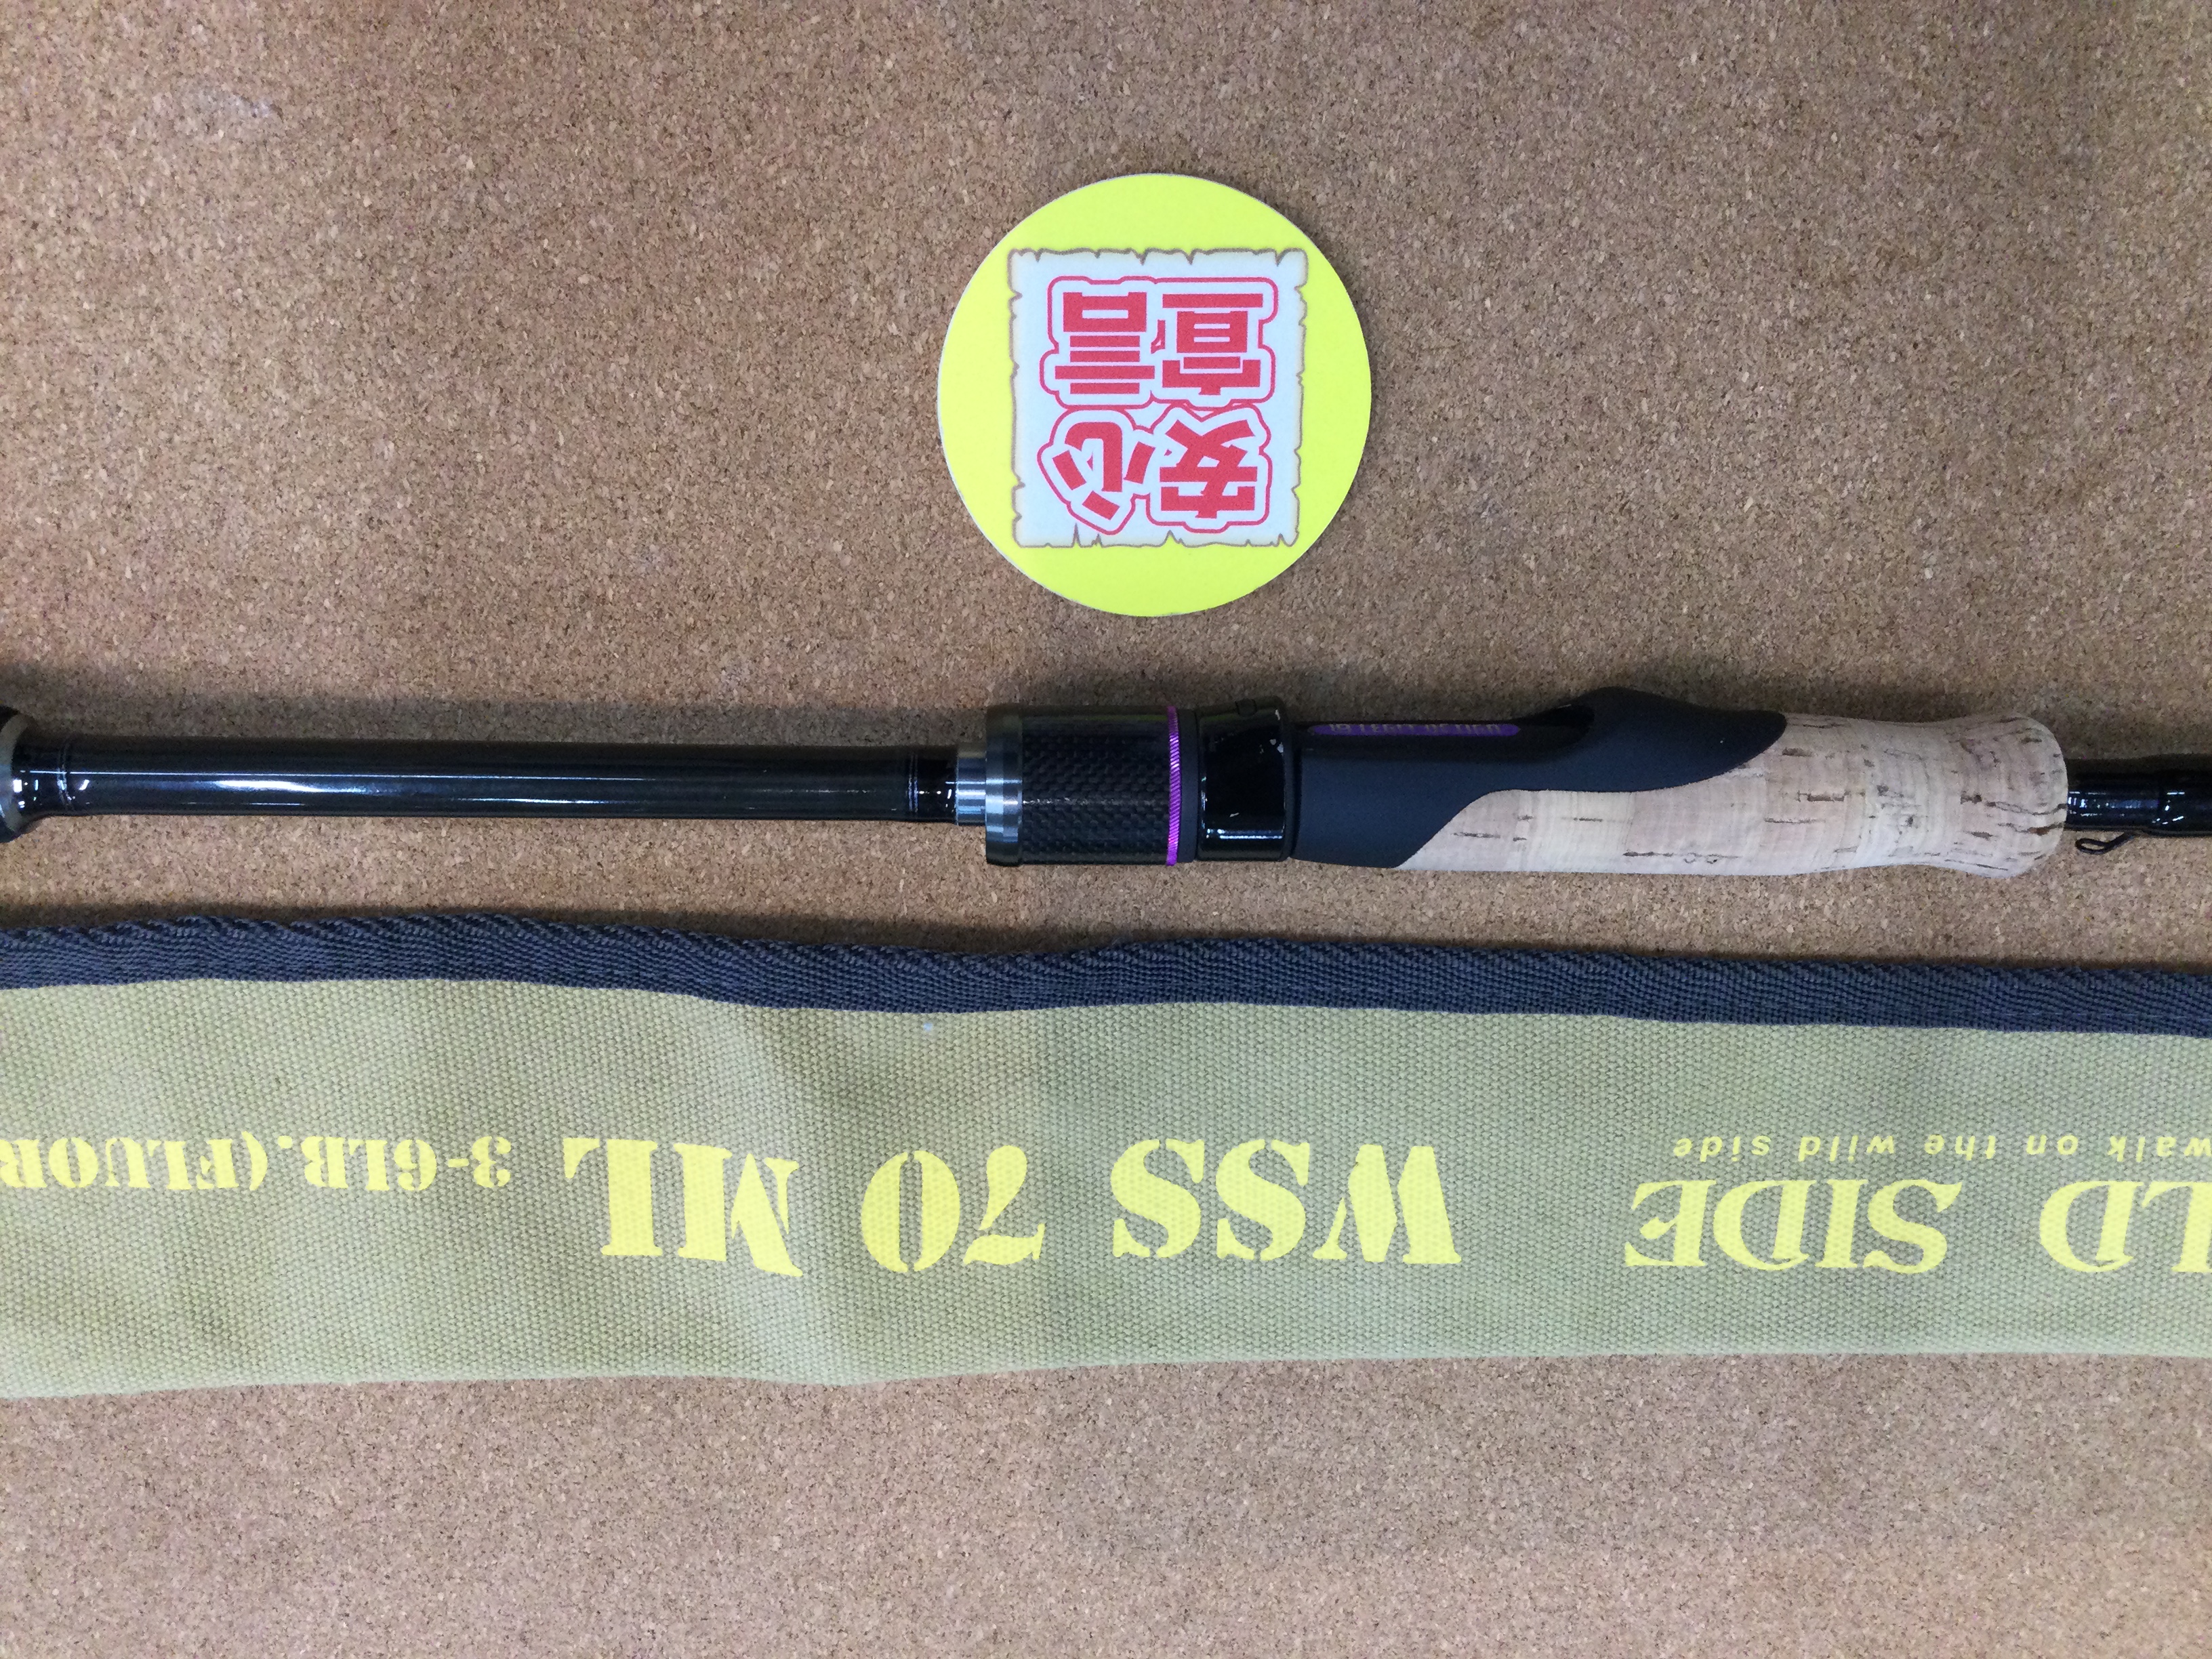 安心
宣言
LD SIDE
walk on the wild side
WSS 70 ML
3-6LB. (FLUOR